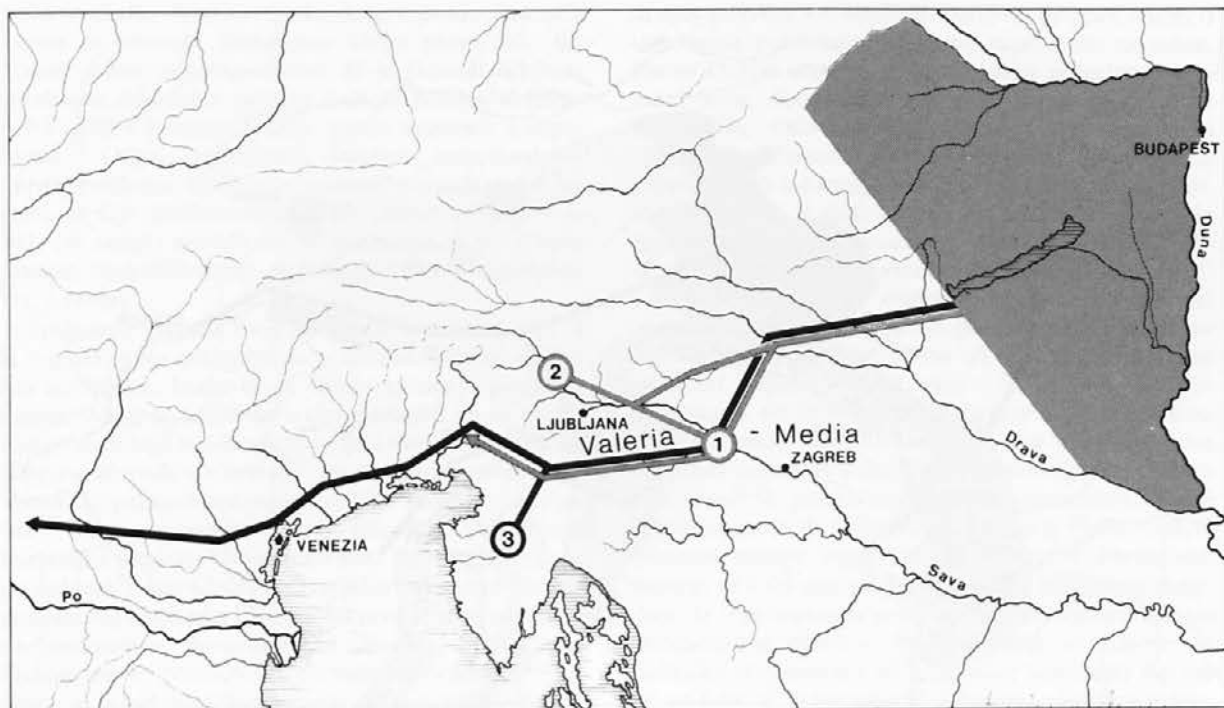 BUDAPEST
Duna
2
LJUBLJANA
Valeria - Media
1
ZAGREB
Drava
3
VENEZIA
Sava
Po